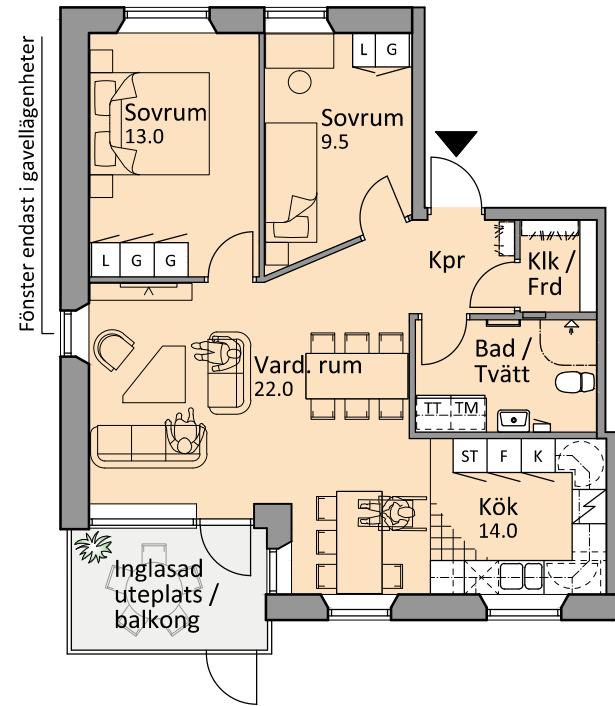 Fönster endast i gavellägenheter
Sovrum
13.0
L G G
Sovrum
9.5
L G
Kpr
Klk /
Frd
Bad /
Tvätt
TT TM
Vard. rum
22.0
ST F K
Kök
14.0
Inglasad
uteplats /
balkong